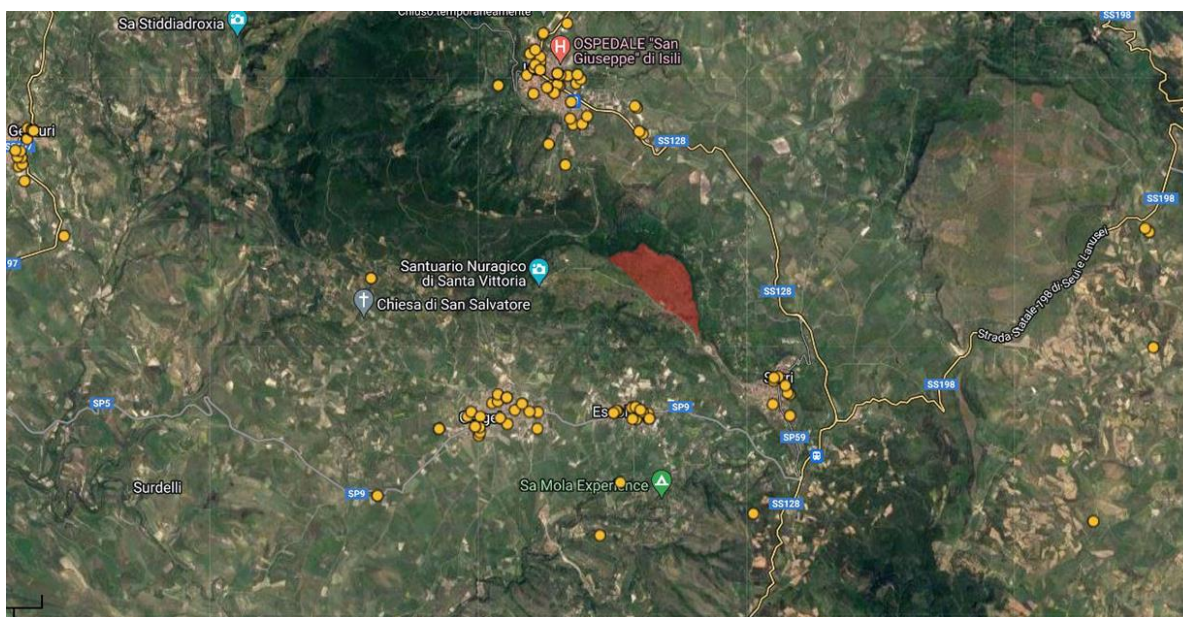 Chiuso temporaneamente
Sa Stiddiadroxia
SS198
OSPEDALE "San
Giuseppe" di Isili
SS128
SS198
97
Santuario Nuragico
di Santa Vittoria
Chiesa di San Salvatore
SS128
Strada Statale 198 di Seui e Lanusei
SS198
SP5
SP9
SP59
Surdelli
SP9
Sa Mola Experience
SS128